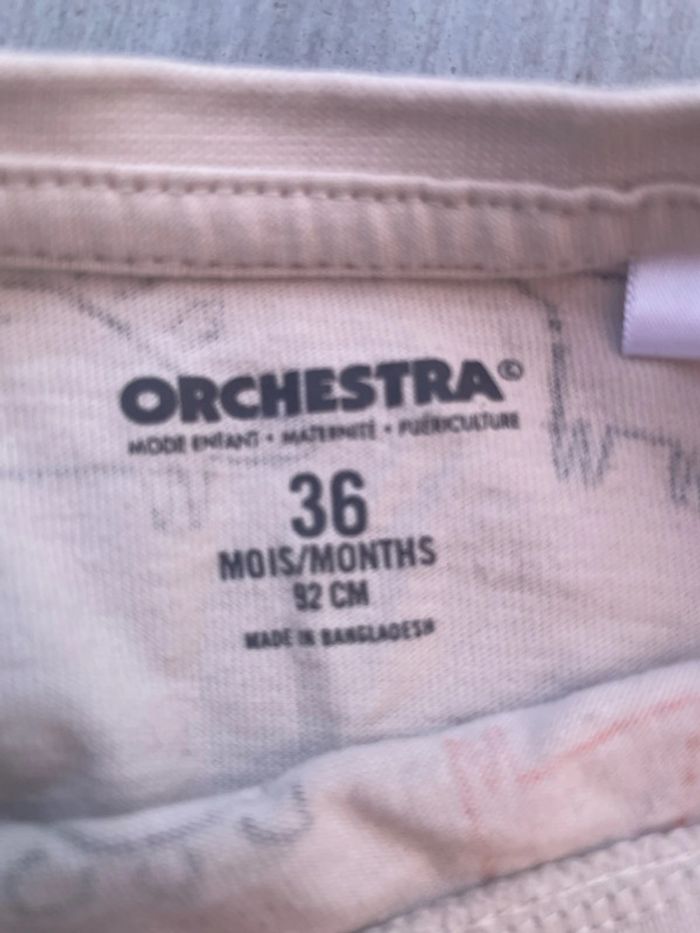 ORCHESTRA©
MODE ENFANT • MATERNITÉ • PUÉRICULTURE
36
MOIS/MONTHS
92 CM
MADE IN BANGLADESH